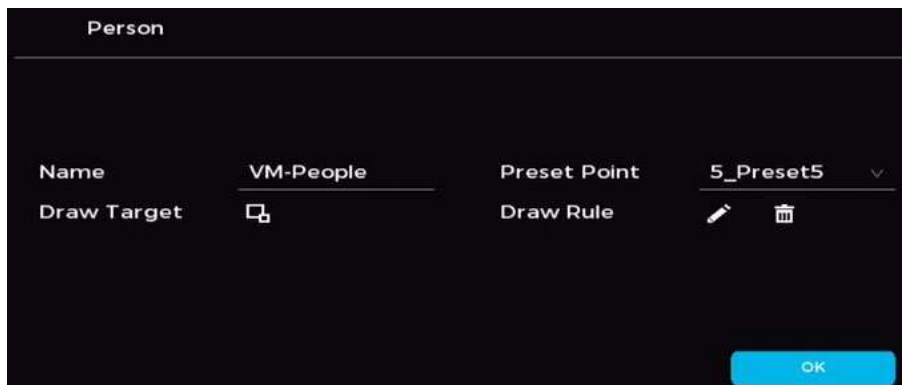 Person
Name VM-People Preset Point 5_Preset5
Draw Target Draw Rule
OK